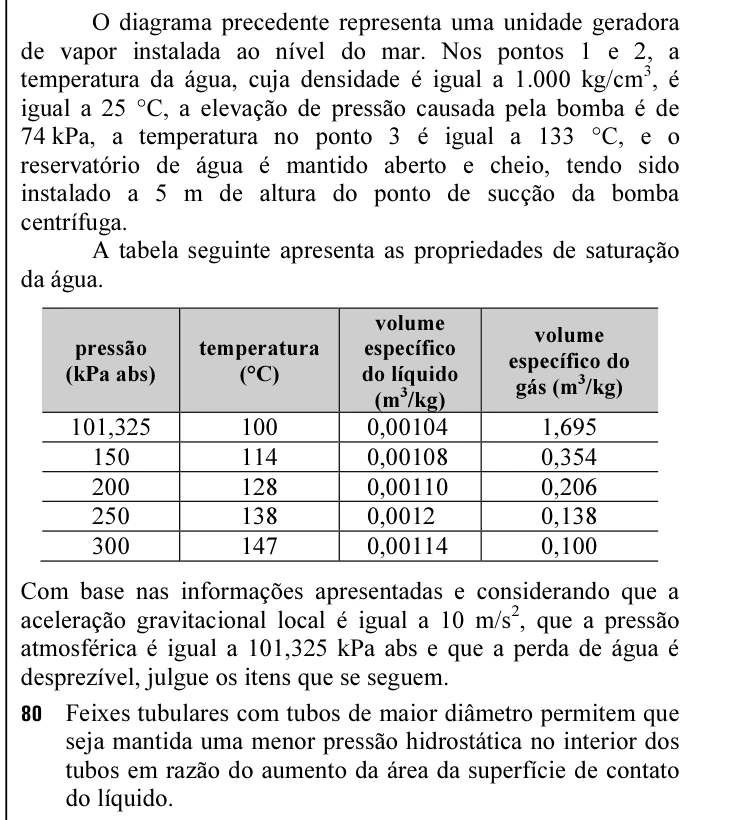 O diagrama precedente representa uma unidade geradora
de vapor instalada ao nível do mar. Nos pontos 1 e 2, a
temperatura da água, cuja densidade é igual a 1.000 kg/cm³, é
igual a 25 °C, a elevação de pressão causada pela bomba é de
74 kPa, a temperatura no ponto 3 é igual a 133 °C, e o
reservatório de água é mantido aberto e cheio, tendo sido
instalado a 5 m de altura do ponto de sucção da bomba
centrífuga.
A tabela seguinte apresenta as propriedades de saturação
da água.
pressão (kPa abs) temperatura (°C) volume específico do líquido (m³/kg) volume específico do gás (m³/kg)
101,325 100 0,00104 1,695
150 114 0,00108 0,354
200 128 0,00110 0,206
250 138 0,0012 0,138
300 147 0,00114 0,100
Com base nas informações apresentadas e considerando que a
aceleração gravitacional local é igual a 10 m/s², que a pressão
atmosférica é igual a 101,325 kPa abs e que a perda de água é
desprezível, julgue os itens que se seguem.
80 Feixes tubulares com tubos de maior diâmetro permitem que
seja mantida uma menor pressão hidrostática no interior dos
tubos em razão do aumento da área da superfície de contato
do líquido.